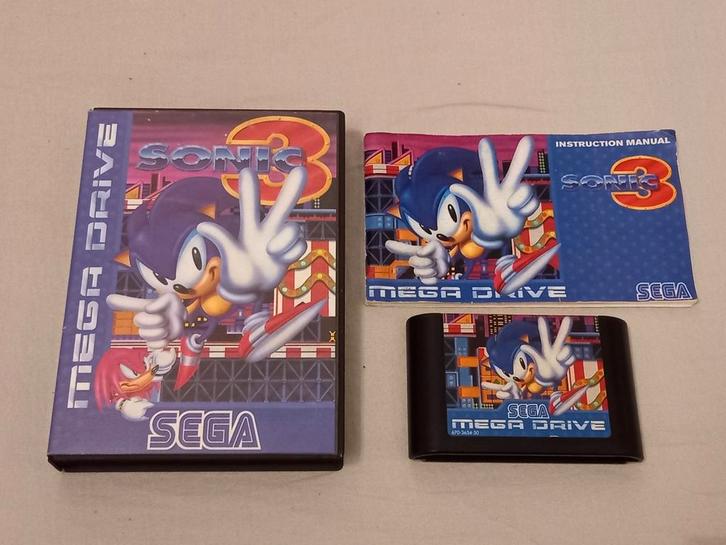 MEGA DRIVE
SONIC 3
SEGA
INSTRUCTION MANUAL
SONIC 3
MEGA DRIVE
SEGA
SEGA
MEGA DRIVE